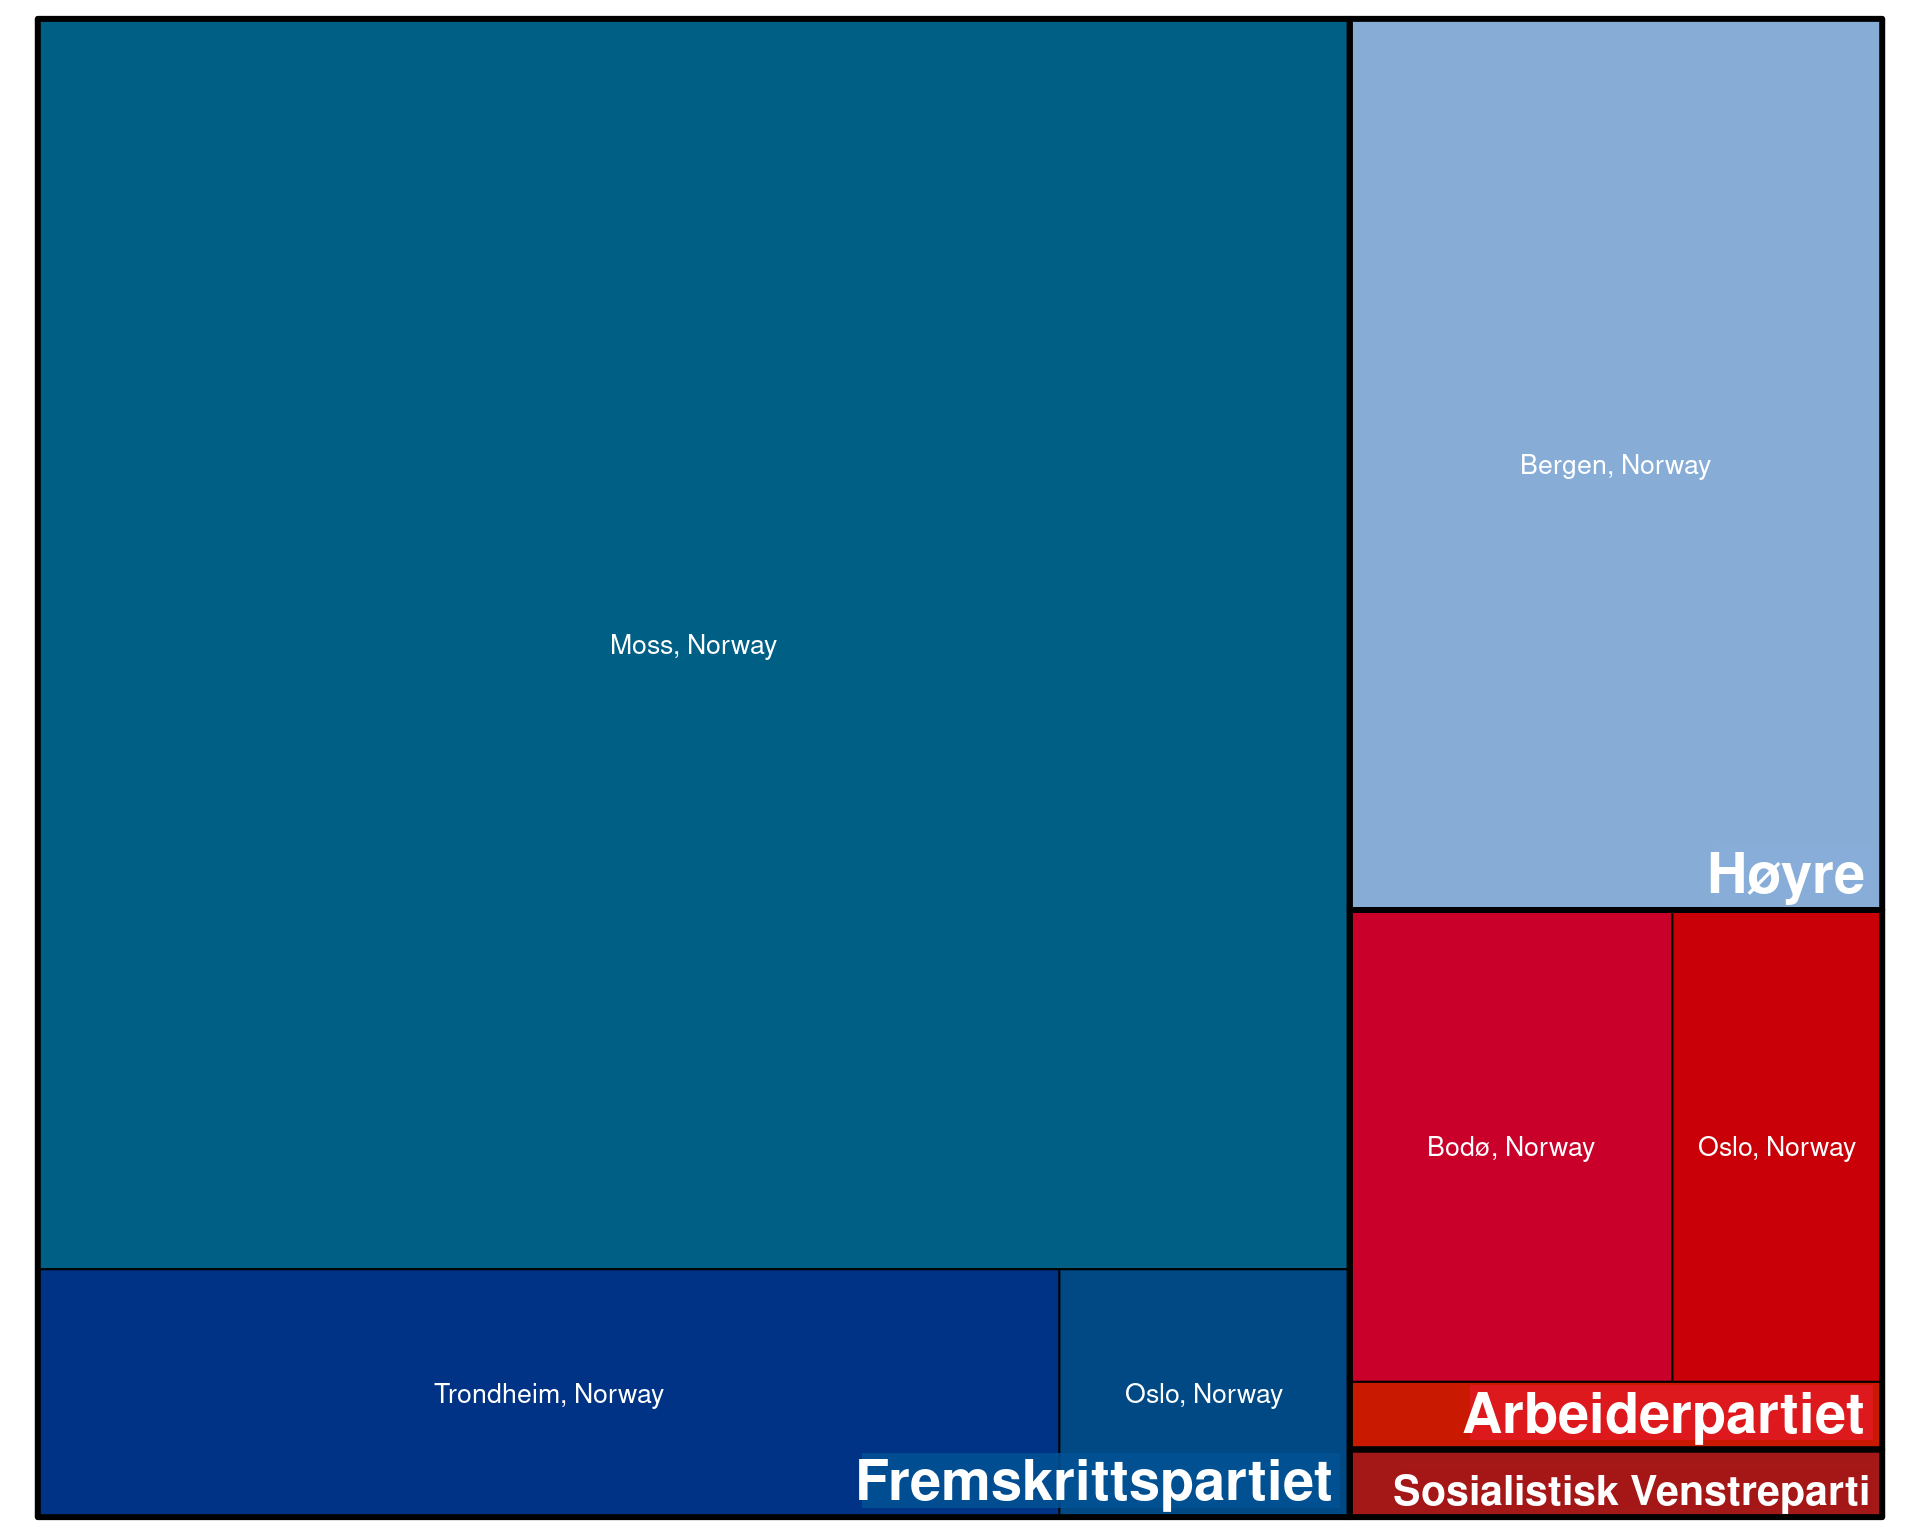 Moss, Norway
Trondheim, Norway
Oslo, Norway
Fremskrittspartiet
Bergen, Norway
Høyre
Bodø, Norway
Oslo, Norway
Arbeiderpartiet
Sosialistisk Venstreparti